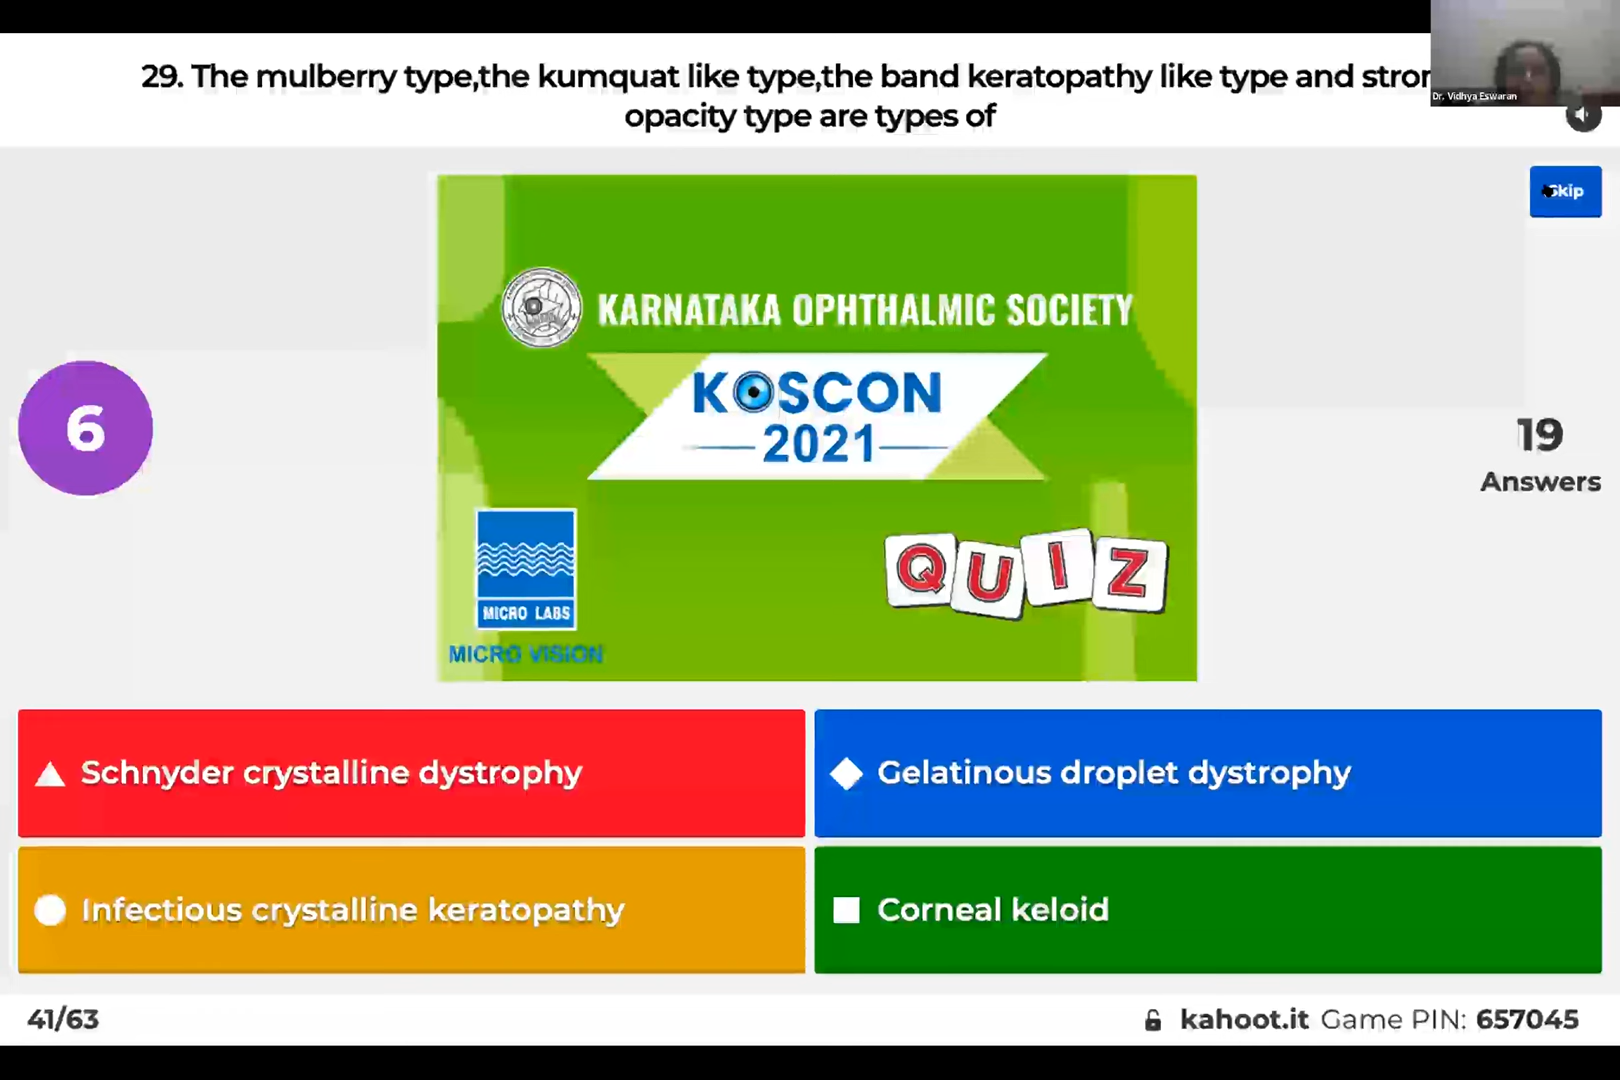 29. The mulberry type,the kumquat like type,the band keratopathy like type and
opacity type are types of
Dr. Vidhya Eswaran
Skip
KARNATAKA OPHTHALMIC SOCIETY
KOSCON
2021
6
19
Answers
QUIZ
MICRO LABS
MICRO VISION
Schnyder crystalline dystrophy
Gelatinous droplet dystrophy
Infectious crystalline keratopathy
Corneal keloid
41/63
kahoot.it Game PIN: 657045